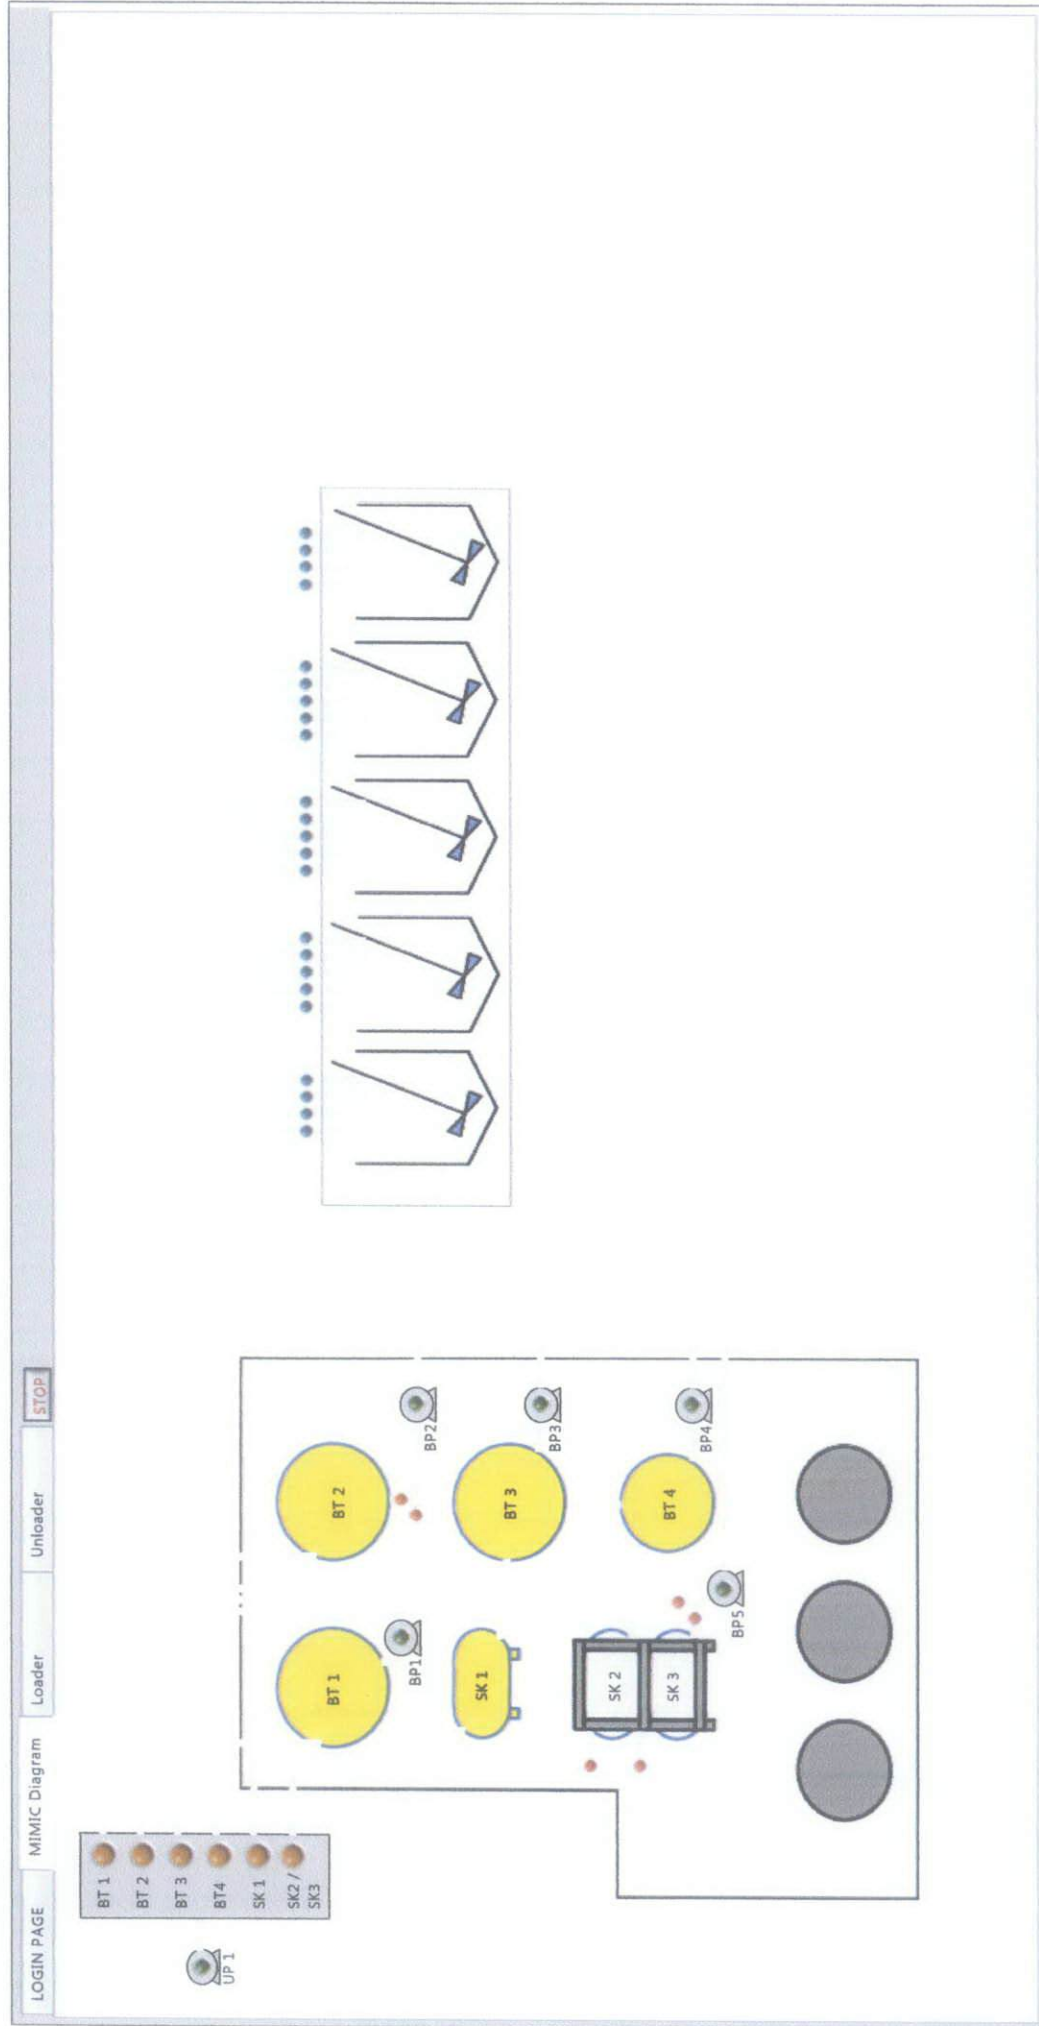 LOGIN PAGE
MIMIC Diagram
Loader
Unloader
STOP
BT 1
BT 2
BT 3
BT4
SK 1
SK2 /
SK3
UP 1
BT 1
BP1
BT 2
BP2
SK 1
BT 3
BP3
SK 2
SK 3
BP5
BT 4
BP4